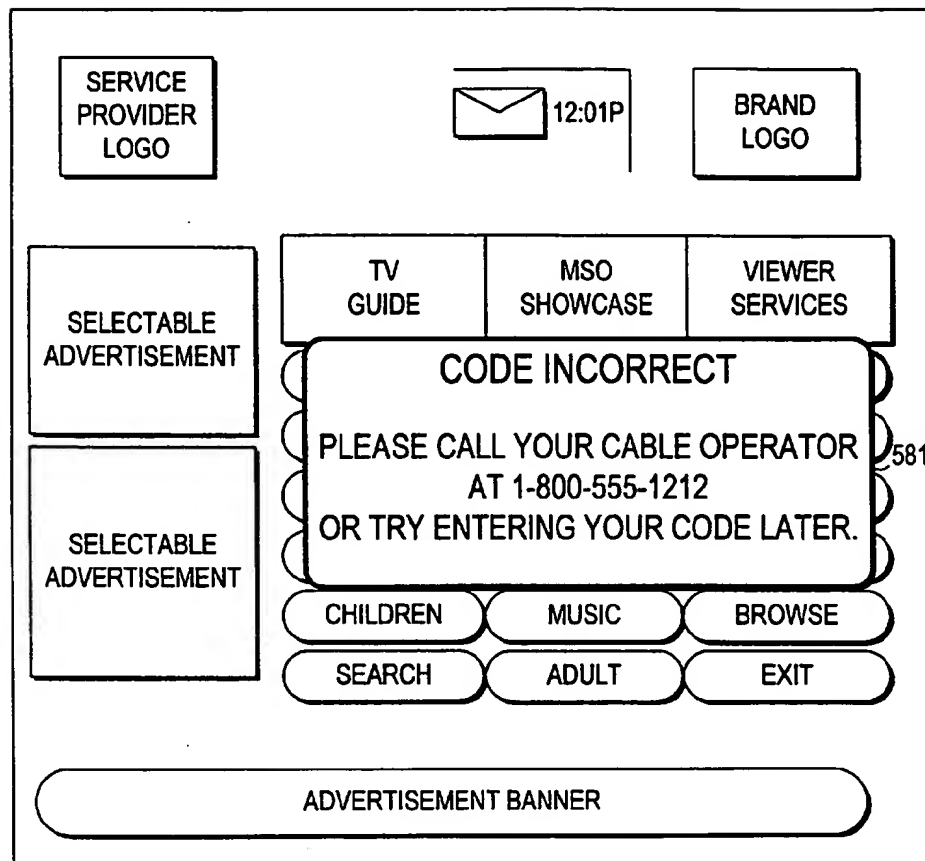 SERVICE
PROVIDER
LOGO
12:01P
BRAND
LOGO
SELECTABLE
ADVERTISEMENT
TV
GUIDE
MSO
SHOWCASE
VIEWER
SERVICES
CODE INCORRECT
PLEASE CALL YOUR CABLE OPERATOR
AT 1-800-555-1212
OR TRY ENTERING YOUR CODE LATER.
581
SELECTABLE
ADVERTISEMENT
CHILDREN
MUSIC
BROWSE
SEARCH
ADULT
EXIT
ADVERTISEMENT BANNER